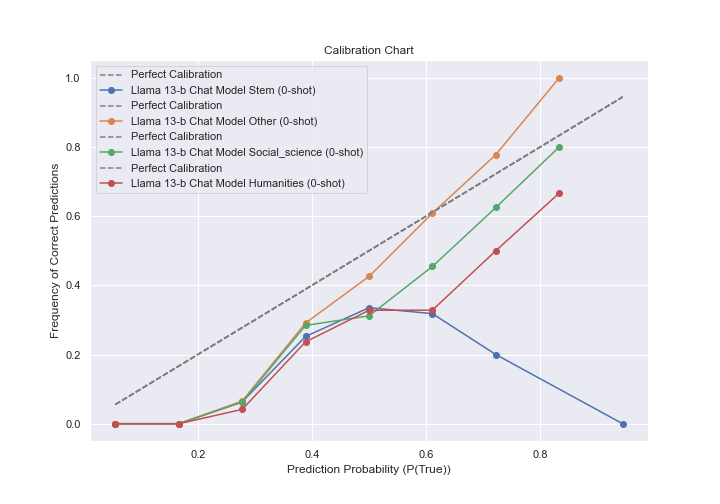 Calibration Chart
Perfect Calibration
Llama 13-b Chat Model Stem (0-shot)
Perfect Calibration
Llama 13-b Chat Model Other (0-shot)
Perfect Calibration
Llama 13-b Chat Model Social_science (0-shot)
Perfect Calibration
Llama 13-b Chat Model Humanities (0-shot)
Frequency of Correct Predictions
1.0
0.8
0.6
0.4
0.2
0.0
0.2 0.4 0.6 0.8
Prediction Probability (P(True))